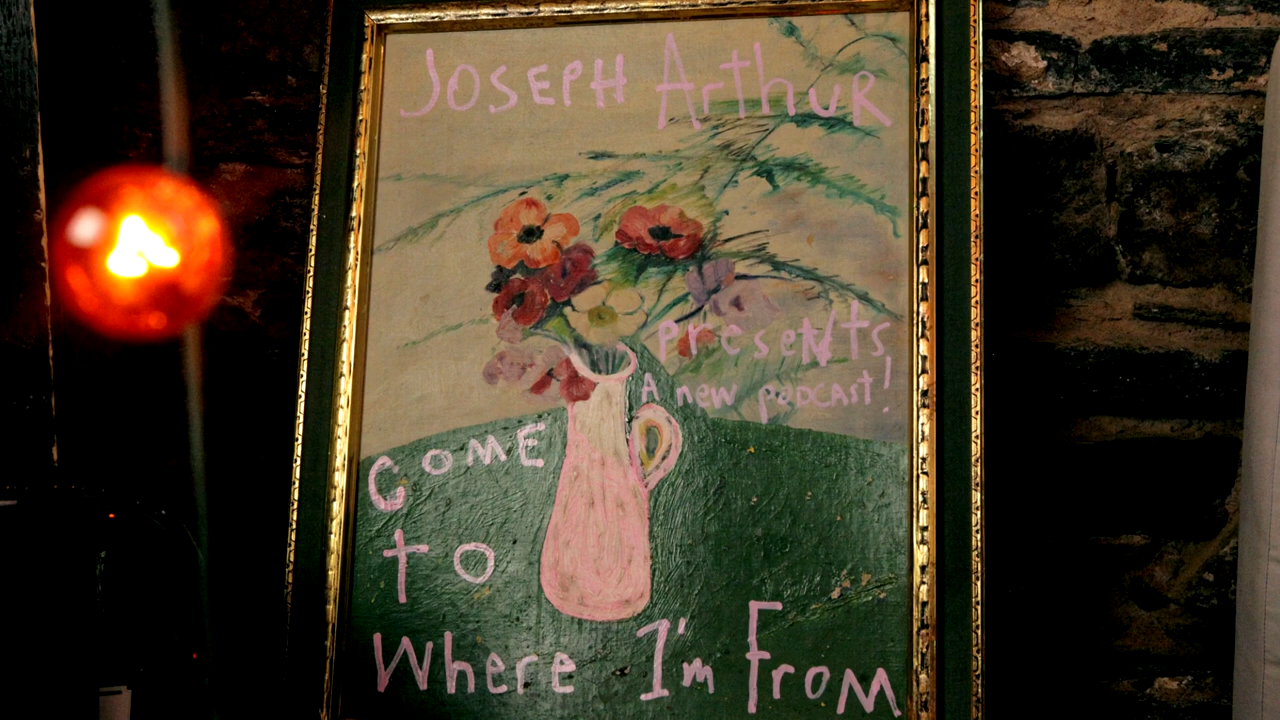 JOSEPH ArthuR
preseNts
A new pODCAst!
COME
to
Where I'm FroM